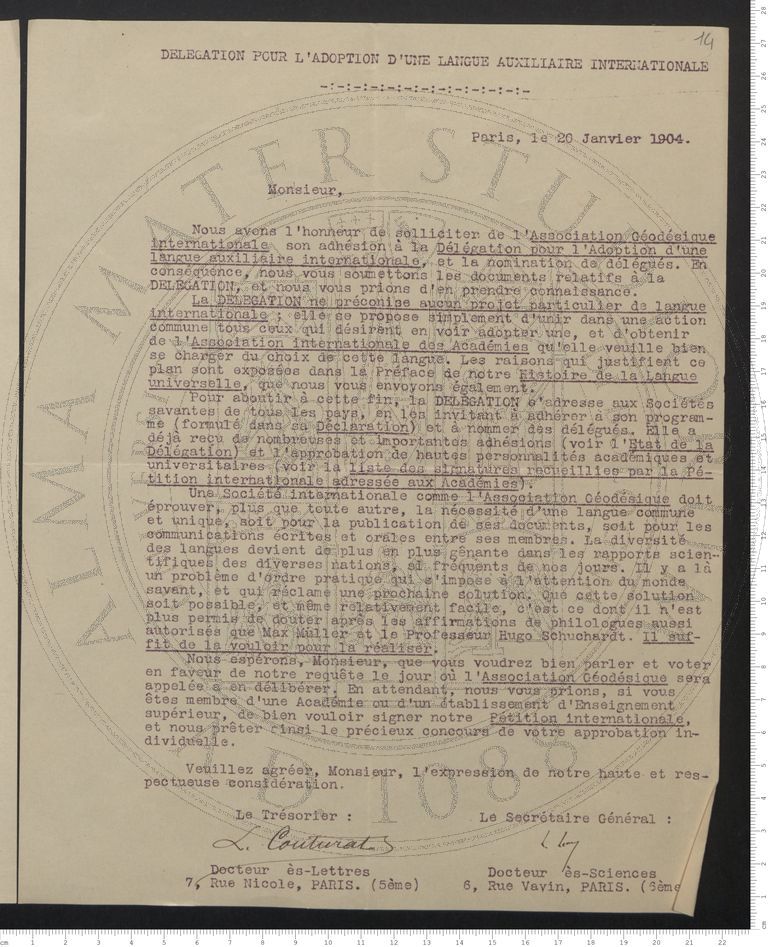 14
DELEGATION POUR L'ADOPTION D'UNE LANGUE AUXILIAIRE INTERNATIONALE
-:-:-:-:-:-:-:-:-:-:-:-:-
Paris, le 20 Janvier 1904.
Monsieur,
Nous avons l'honneur de solliciter de l'Association Géodésique
internationale son adhésion à la Délégation pour l'Adoption d'une
langue auxiliaire internationale, et la nomination de délégués. En
conséquence, nous vous soumettons les documents relatifs à la
DELEGATION, et nous vous prions d'en prendre connaissance.
La DELEGATION ne préconise aucun projet particulier de langue
internationale ; elle se propose simplement d'unir dans une action
commune tous ceux qui désirent en voir adopter une, et d'obtenir
de l'Association internationale des Académies qu'elle veuille bien
se charger du choix de cette langue. Les raisons qui justifient ce
plan sont exposées dans la Préface de notre Histoire de la Langue
universelle, que nous vous envoyons également.
Pour aboutir à cette fin, la DELEGATION s'adresse aux Sociétés
savantes de tous les pays, en les invitant à adhérer à son program-
me (formulé dans sa Déclaration) et à nommer des délégués. Elle a
déjà reçu de nombreuses et importantes adhésions (voir l'Etat de la
Délégation) et l'approbation de hautes personnalités académiques et
universitaires (voir la liste des signatures recueillies par la Pé-
tition internationale adressée aux Académies).
Une Société internationale comme l'Association Géodésique doit
éprouver, plus que toute autre, la nécessité d'une langue commune
et unique, soit pour la publication de ses documents, soit pour les
communications écrites et orales entre ses membres. La diversité
des langues devient de plus en plus gênante dans les rapports scien-
tifiques des diverses nations, si fréquents de nos jours. Il y a là
un problème d'ordre pratique qui s'impose à l'attention du monde
savant, et qui réclame une prochaine solution. Que cette solution
soit possible, et même relativement facile, c'est ce dont il n'est
plus permis de douter après les affirmations de philologues aussi
autorisés que Max Müller et le Professeur Hugo Schuchardt. Il suf-
fit de la vouloir pour la réaliser.
Nous espérons, Monsieur, que vous voudrez bien parler et voter
en faveur de notre requête le jour où l'Association Géodésique sera
appelée à en délibérer. En attendant, nous vous prions, si vous
êtes membre d'une Académie ou d'un établissement d'Enseignement
supérieur, de bien vouloir signer notre Pétition internationale,
et nous prêter ainsi le précieux concours de votre approbation in-
dividuelle.
Veuillez agréer, Monsieur, l'expression de notre haute et res-
pectueuse considération.
Le Trésorier : Le Secrétaire Général :
L. Couturat
Docteur ès-Lettres Docteur ès-Sciences
7, Rue Nicole, PARIS. (5ème) 6, Rue Vavin, PARIS. (6ème
ALMA MATER STUDIORUM
A.D. 1088